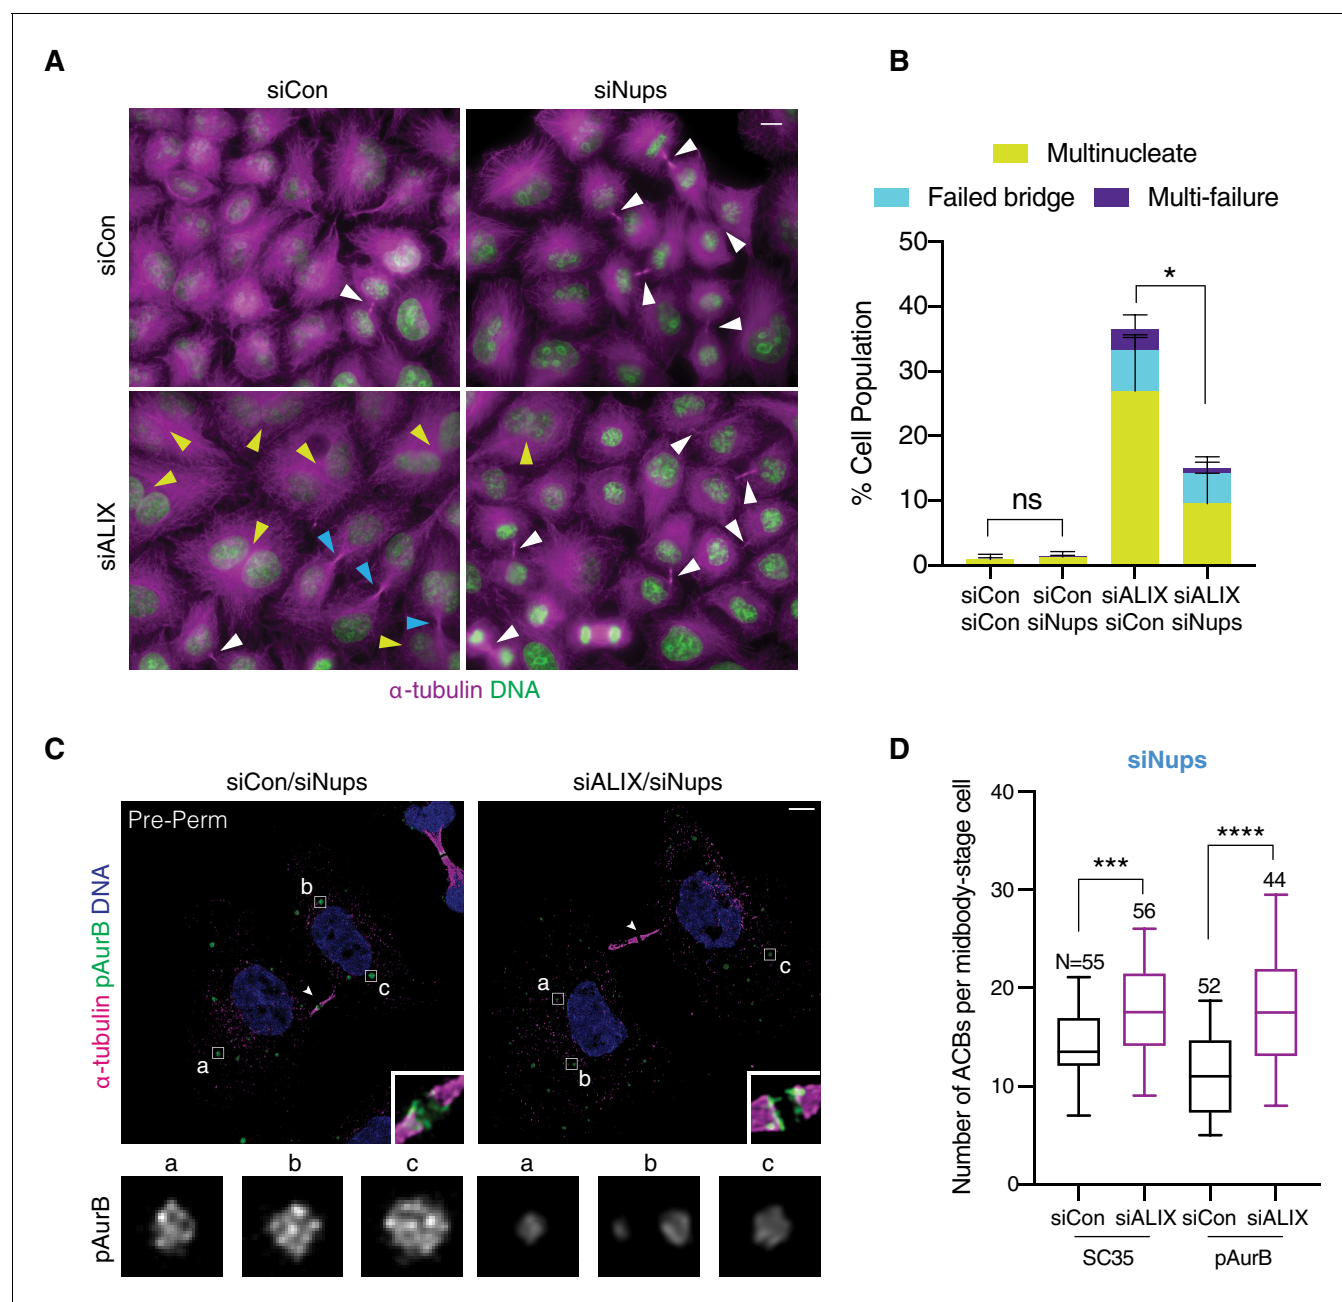 A
siCon
siNups
siCon
siALIX
α-tubulin DNA
B
Multinucleate
Failed bridge
Multi-failure
% Cell Population
50
40
30
20
10
0
ns
*
siCon siCon siALIX siALIX
siCon siNups siCon siNups
C
siCon/siNups
siALIX/siNups
α-tubulin pAurB DNA
Pre-Perm
b
c
a
a
b
c
a
b
c
a
b
c
pAurB
D
siNups
Number of ACBs per midbody-stage cell
40
30
20
10
0
***
****
N=55
56
52
44
siCon siALIX siCon siALIX
SC35
pAurB